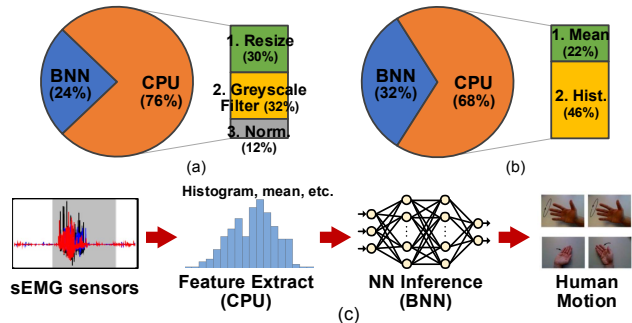 (a)
BNN
(24%)
CPU
(76%)
1. Resize
(30%)
2. Greyscale
Filter (32%)
3. Norm.
(12%)
(b)
BNN
(32%)
CPU
(68%)
1. Mean
(22%)
2. Hist.
(46%)
Histogram, mean, etc.
sEMG sensors
Feature Extract
(CPU)
NN Inference
(BNN)
Human
Motion
(c)